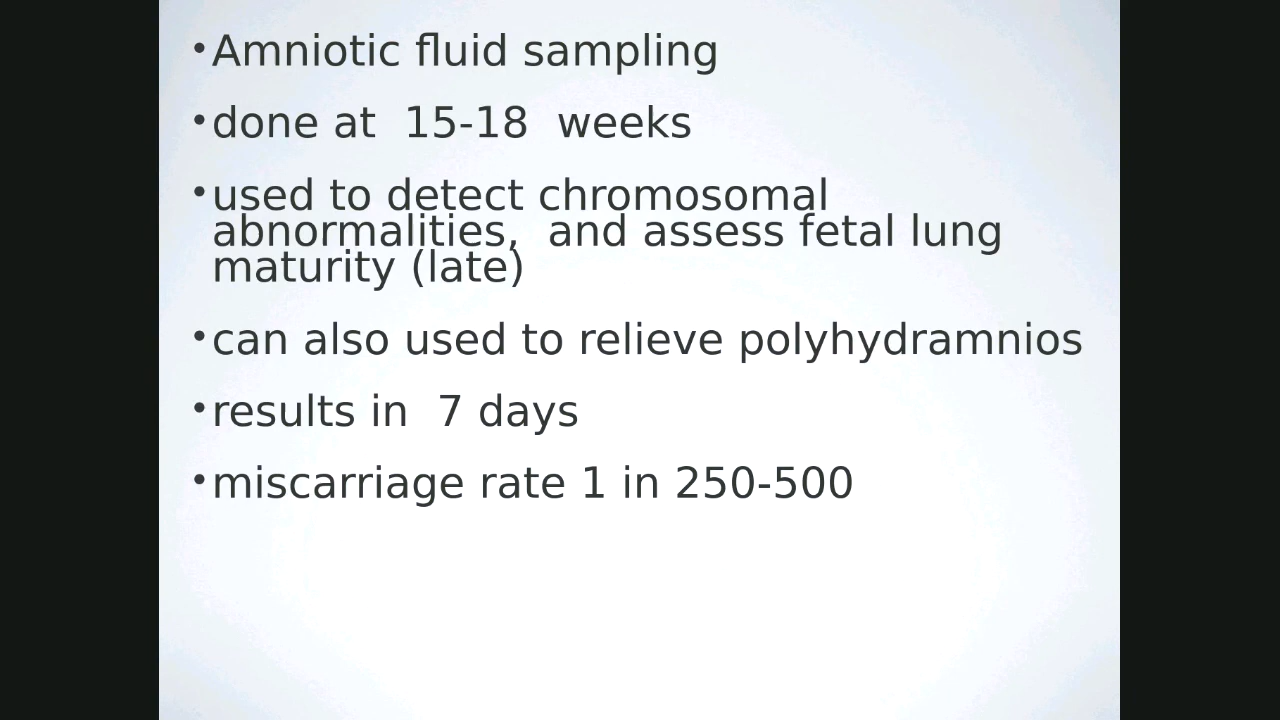 •Amniotic fluid sampling
•done at  15-18  weeks
•used to detect chromosomal
abnormalities,  and assess fetal lung
maturity (late)
•can also used to relieve polyhydramnios
•results in  7 days
•miscarriage rate 1 in 250-500